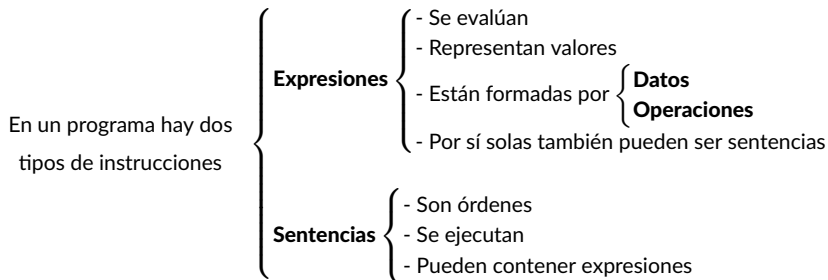 En un programa hay dos
tipos de instrucciones
Expresiones
- Se evalúan
- Representan valores
- Están formadas por
Datos
Operaciones
- Por sí solas también pueden ser sentencias
Sentencias
- Son órdenes
- Se ejecutan
- Pueden contener expresiones